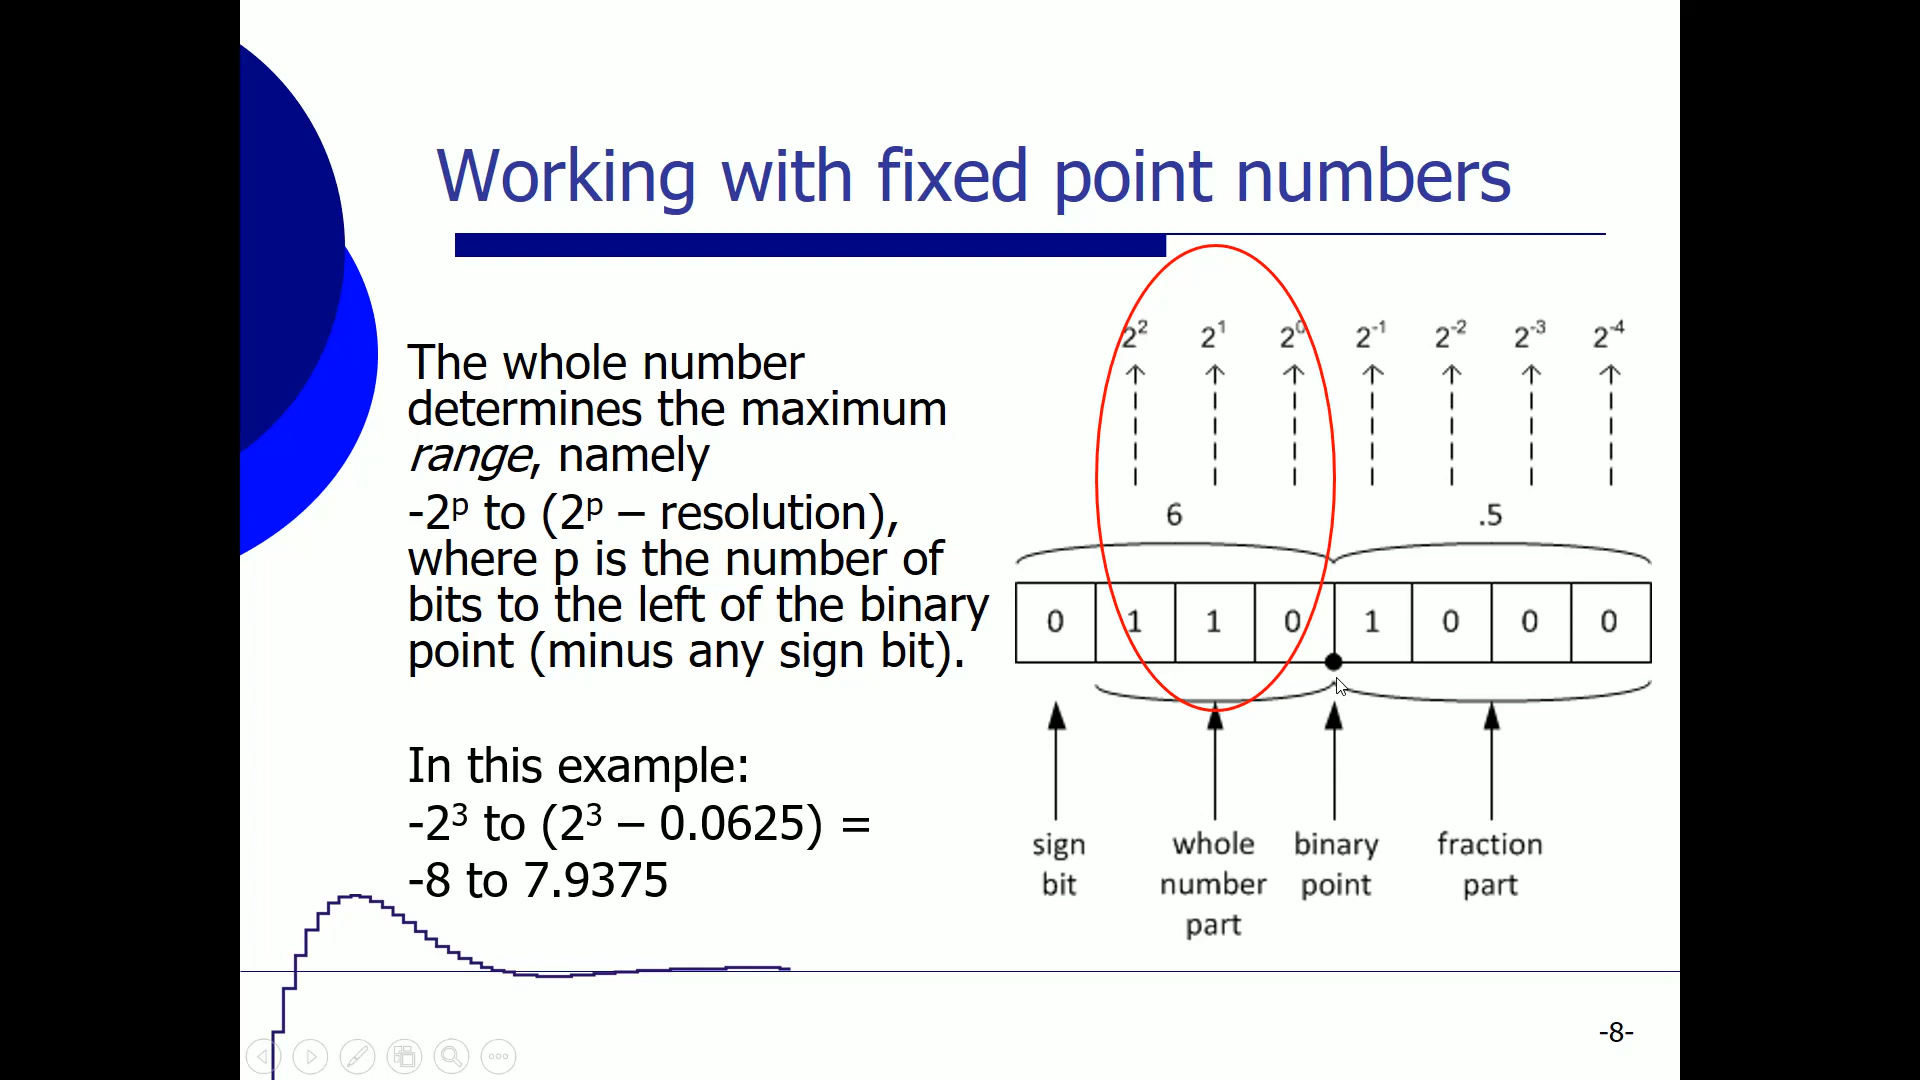 Working with fixed point numbers
The whole number
determines the maximum
range, namely
-2ᵖ to (2ᵖ – resolution),
where p is the number of
bits to the left of the binary
point (minus any sign bit).
In this example:
-2³ to (2³ – 0.0625) =
-8 to 7.9375
2² 2¹ 2⁰ 2⁻¹ 2⁻² 2⁻³ 2⁻⁴
6 .5
0 1 1 0 1 0 0 0
sign whole binary fraction
bit number point part
part
-8-